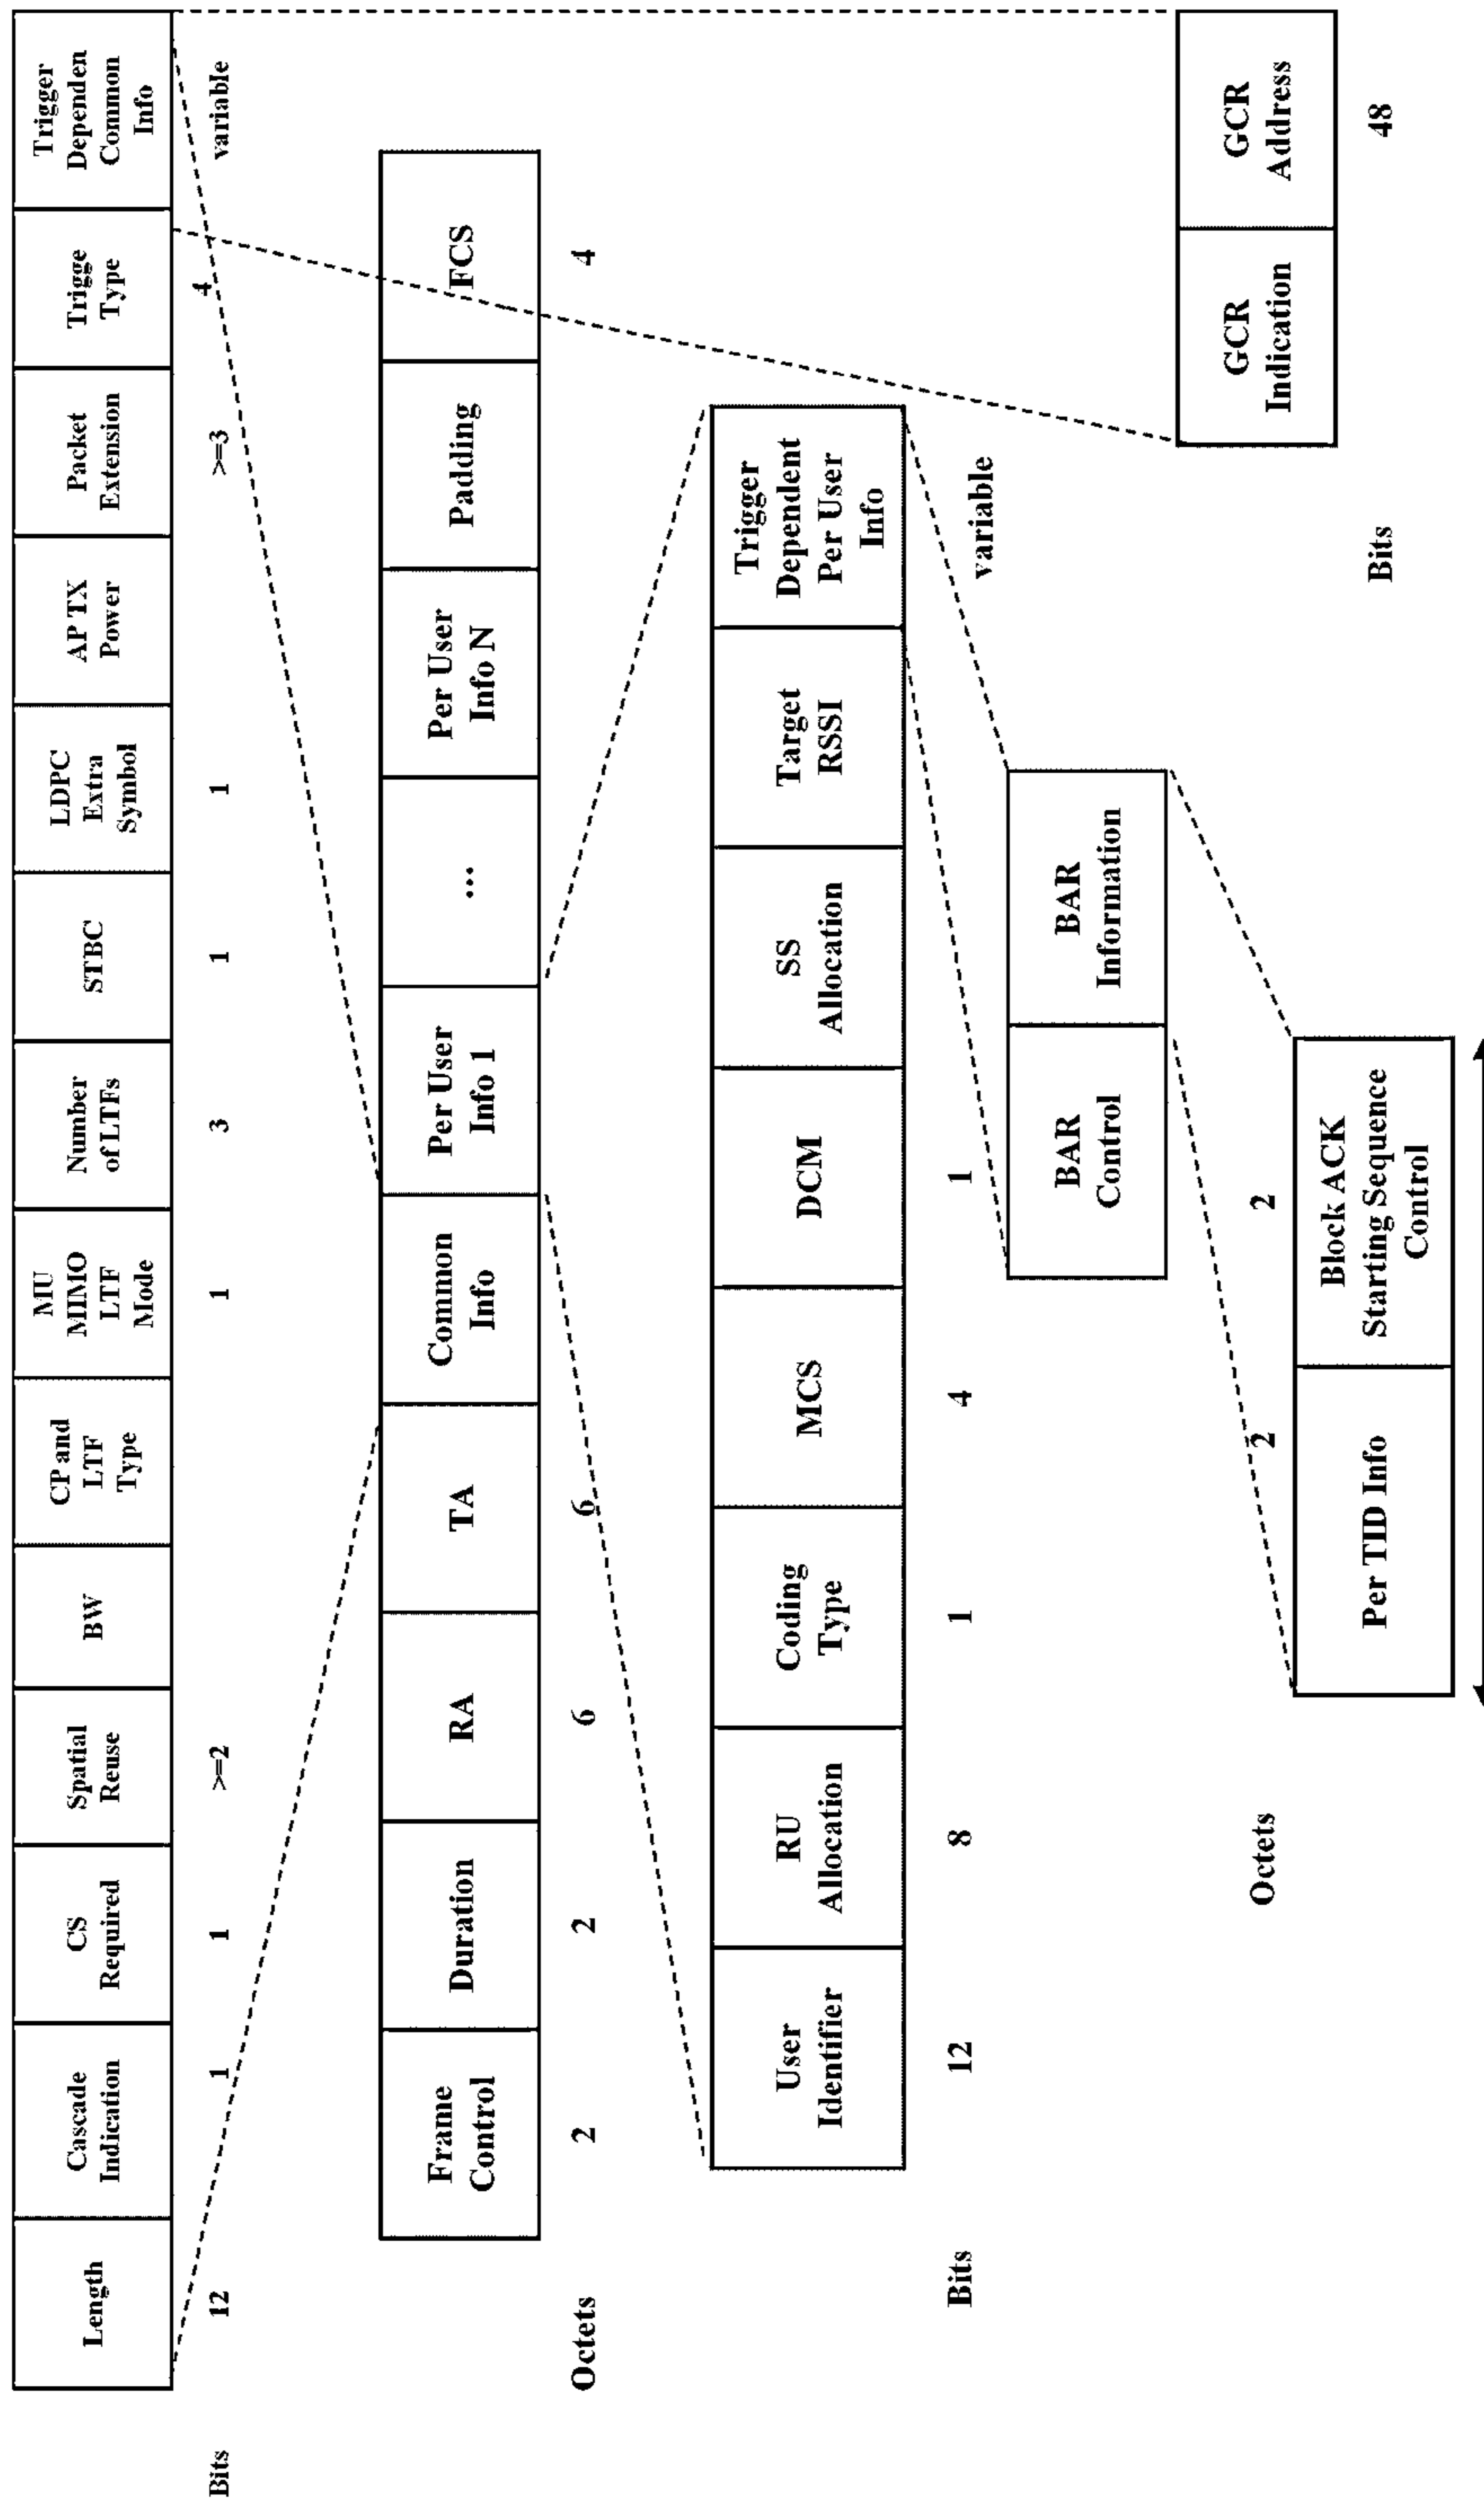 Length
Cascade
Indication
CS
Required
Spatial
Reuse
BW
CP and
LTF
Type
MU
MIMO
LTF
Mode
Number
of LTFs
STBC
LDPC
Extra
Symbol
AP TX
Power
Packet
Extension
Trigge
Type
Trigger
Dependen
Common
Info
Bits
12
1
1
>=2
1
3
1
1
>=3
4
variable
Frame
Control
Duration
RA
TA
Common
Info
Per User
Info 1
...
Per User
Info N
Padding
FCS
Octets
2
2
6
6
4
User
Identifier
RU
Allocation
Coding
Type
MCS
DCM
SS
Allocation
Target
RSSI
Trigger
Dependent
Per User
Info
Bits
12
8
1
4
1
variable
BAR
Control
BAR
Information
Octets
2
2
Per TID Info
Block ACK
Starting Sequence
Control
GCR
Indication
GCR
Address
Bits
48